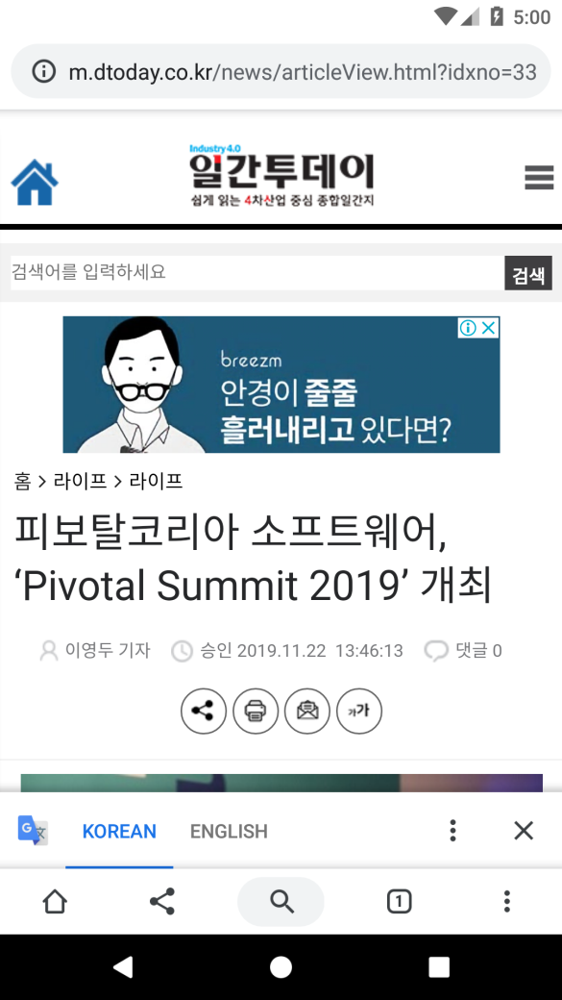 5:00
m.dtoday.co.kr/news/articleView.html?idxno=33
Industry 4.0
일간투데이
쉽게 읽는 4차산업 중심 종합일간지
검색어를 입력하세요
검색
breezm
안경이 줄줄
흘러내리고 있다면?
홈 > 라이프 > 라이프
피보탈코리아 소프트웨어,
‘Pivotal Summit 2019’ 개최
이영두 기자 승인 2019.11.22 13:46:13 댓글 0
가가
G 文
KOREAN ENGLISH
1